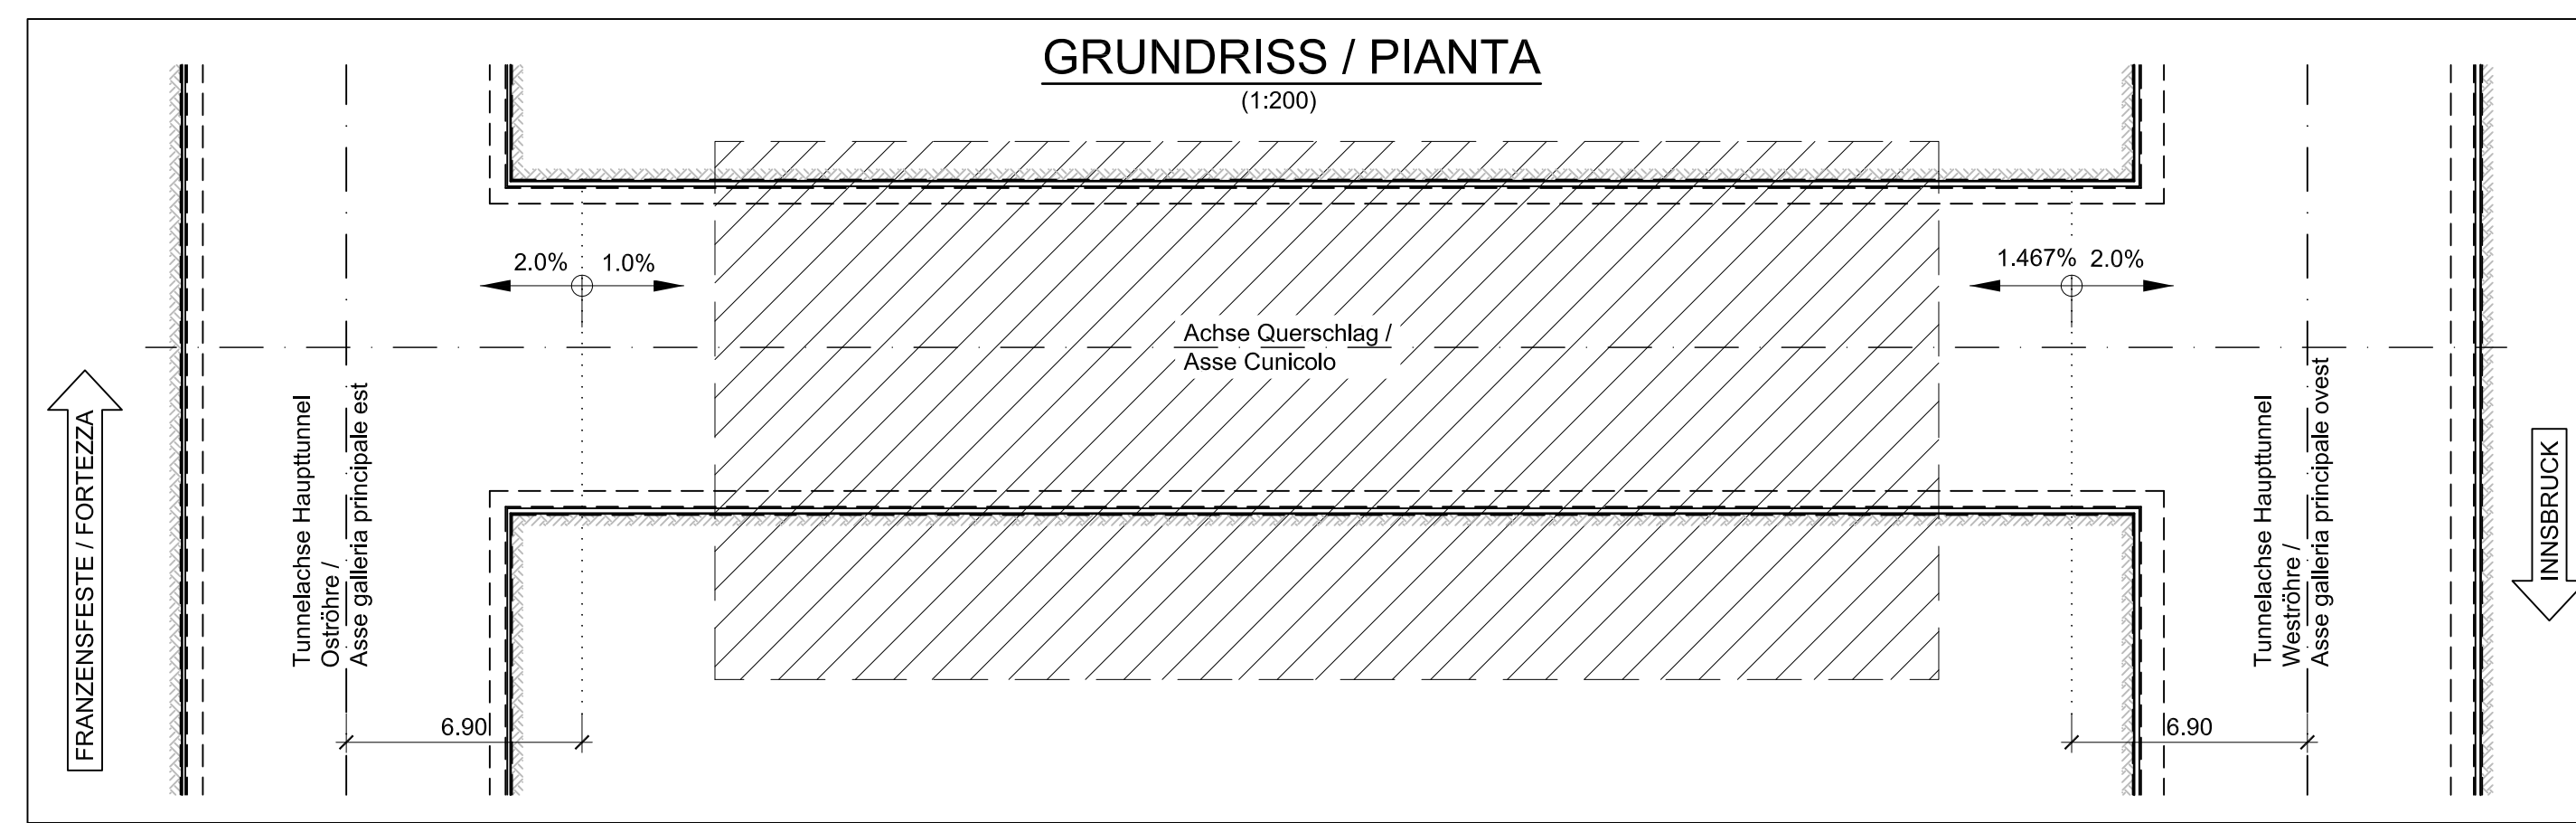 GRUNDRISS / PIANTA
(1:200)
2.0% 1.0%
1.467% 2.0%
Achse Querschlag /
Asse Cunicolo
FRANZENSFESTE / FORTEZZA
Tunnelachse Haupttunnel
Oströhre /
Asse galleria principale est
Tunnelachse Haupttunnel
Weströhre /
Asse galleria principale ovest
INNSBRUCK
6.90
6.90